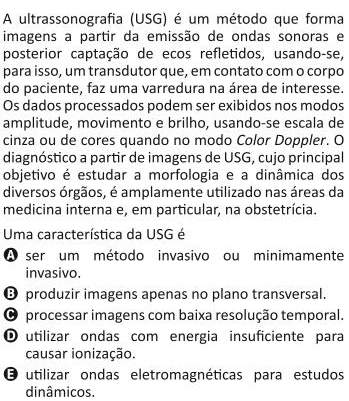 A ultrassonografia (USG) é um método que forma
imagens a partir da emissão de ondas sonoras e
posterior captação de ecos refletidos, usando-se,
para isso, um transdutor que, em contato com o corpo
do paciente, faz uma varredura na área de interesse.
Os dados processados podem ser exibidos nos modos
amplitude, movimento e brilho, usando-se escala de
cinza ou de cores quando no modo Color Doppler. O
diagnóstico a partir de imagens de USG, cujo principal
objetivo é estudar a morfologia e a dinâmica dos
diversos órgãos, é amplamente utilizado nas áreas da
medicina interna e, em particular, na obstetrícia.
Uma característica da USG é
A ser um método invasivo ou minimamente
invasivo.
B produzir imagens apenas no plano transversal.
C processar imagens com baixa resolução temporal.
D utilizar ondas com energia insuficiente para
causar ionização.
E utilizar ondas eletromagnéticas para estudos
dinâmicos.